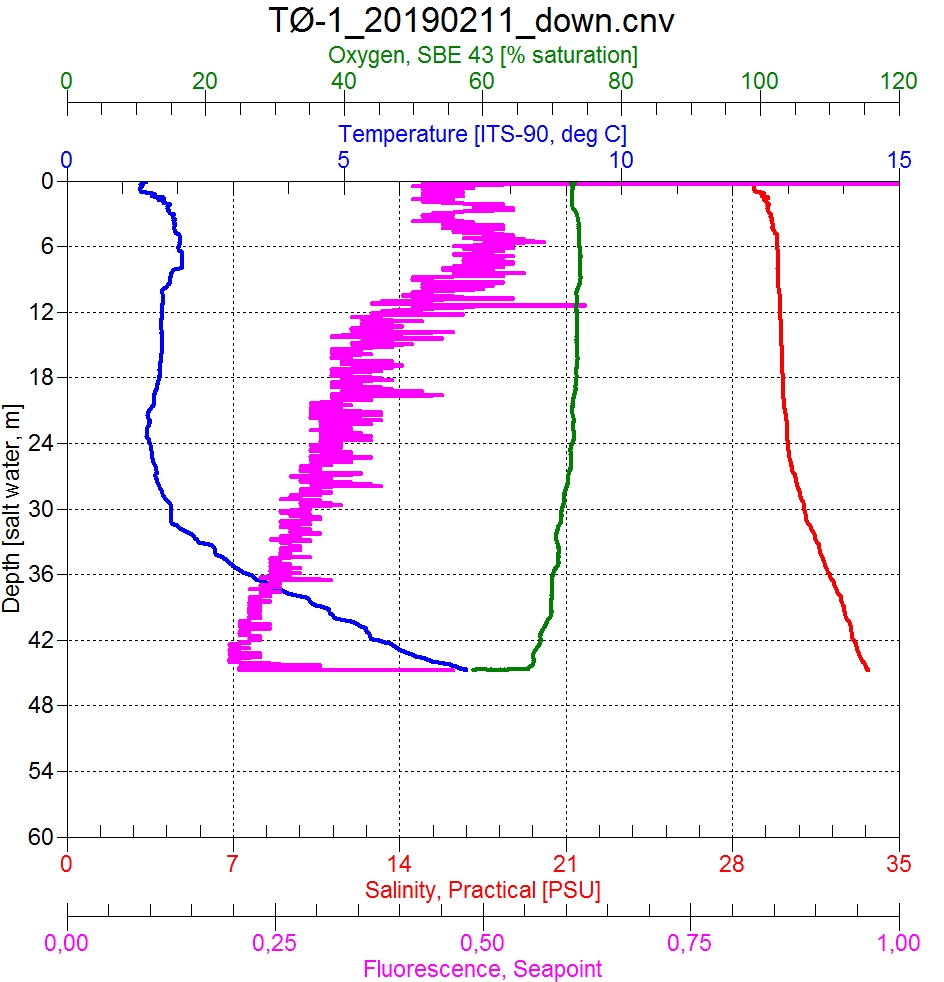 TØ-1_20190211_down.cnv
Oxygen, SBE 43 [% saturation]
0 20 40 60 80 100 120
Temperature [ITS-90, deg C]
0 5 10 15
Depth [salt water, m]
0
6
12
18
24
30
36
42
48
54
60
0 7 14 21 28 35
Salinity, Practical [PSU]
0,00 0,25 0,50 0,75 1,00
Fluorescence, Seapoint